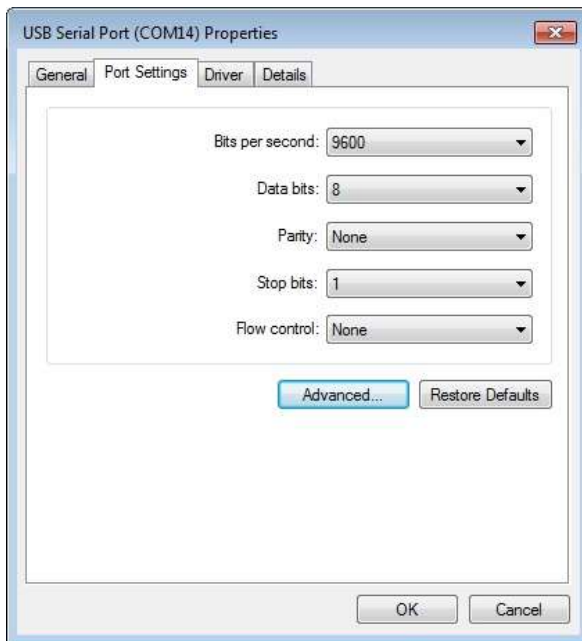 USB Serial Port (COM14) Properties
General Port Settings Driver Details
Bits per second: 9600
Data bits: 8
Parity: None
Stop bits: 1
Flow control: None
Advanced... Restore Defaults
OK Cancel